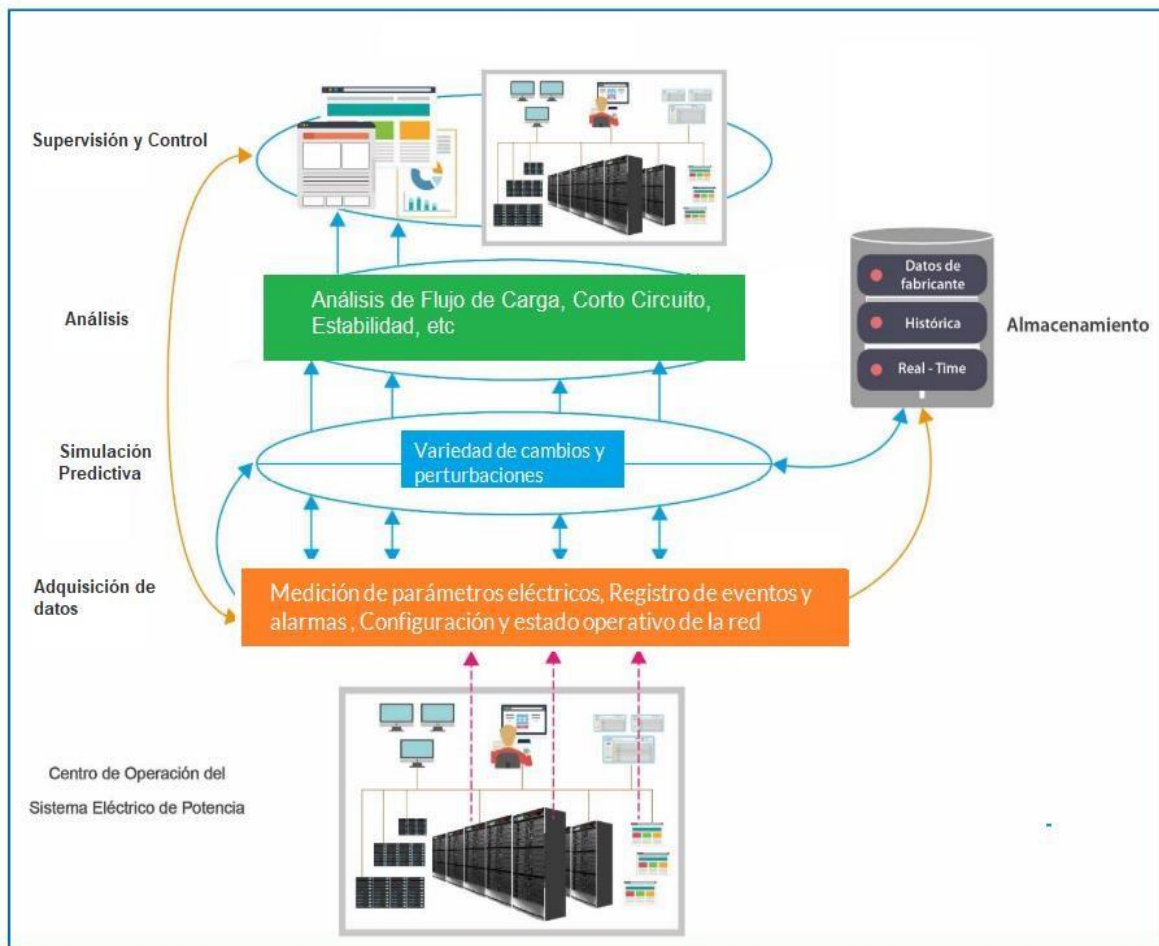 Supervisión y Control
Análisis de Flujo de Carga, Corto Circuito,
Estabilidad, etc
Análisis
Datos de
fabricante
Histórica
Real - Time
Almacenamiento
Simulación
Predictiva
Variedad de cambios y
perturbaciones
Adquisición de
datos
Medición de parámetros eléctricos, Registro de eventos y
alarmas , Configuración y estado operativo de la red
Centro de Operación del
Sistema Eléctrico de Potencia